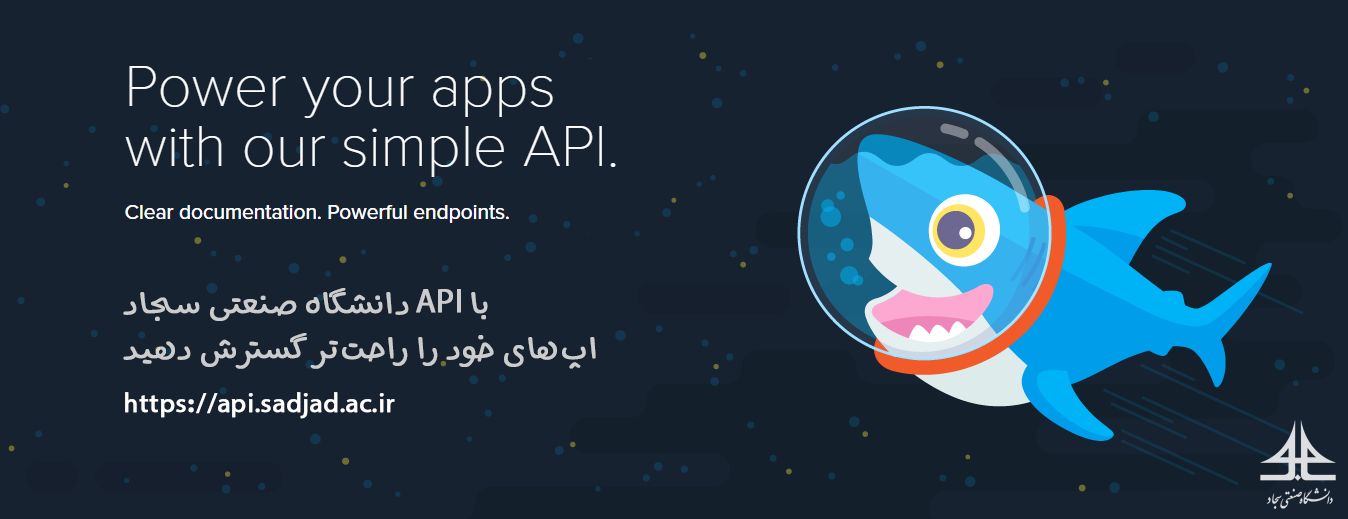 Power your apps
with our simple API.
Clear documentation. Powerful endpoints.
با API دانشگاه صنعتی سجاد
اپ‌های خود را راحت‌تر گسترش دهید
https://api.sadjad.ac.ir
دانشگاه صنعتی سجاد